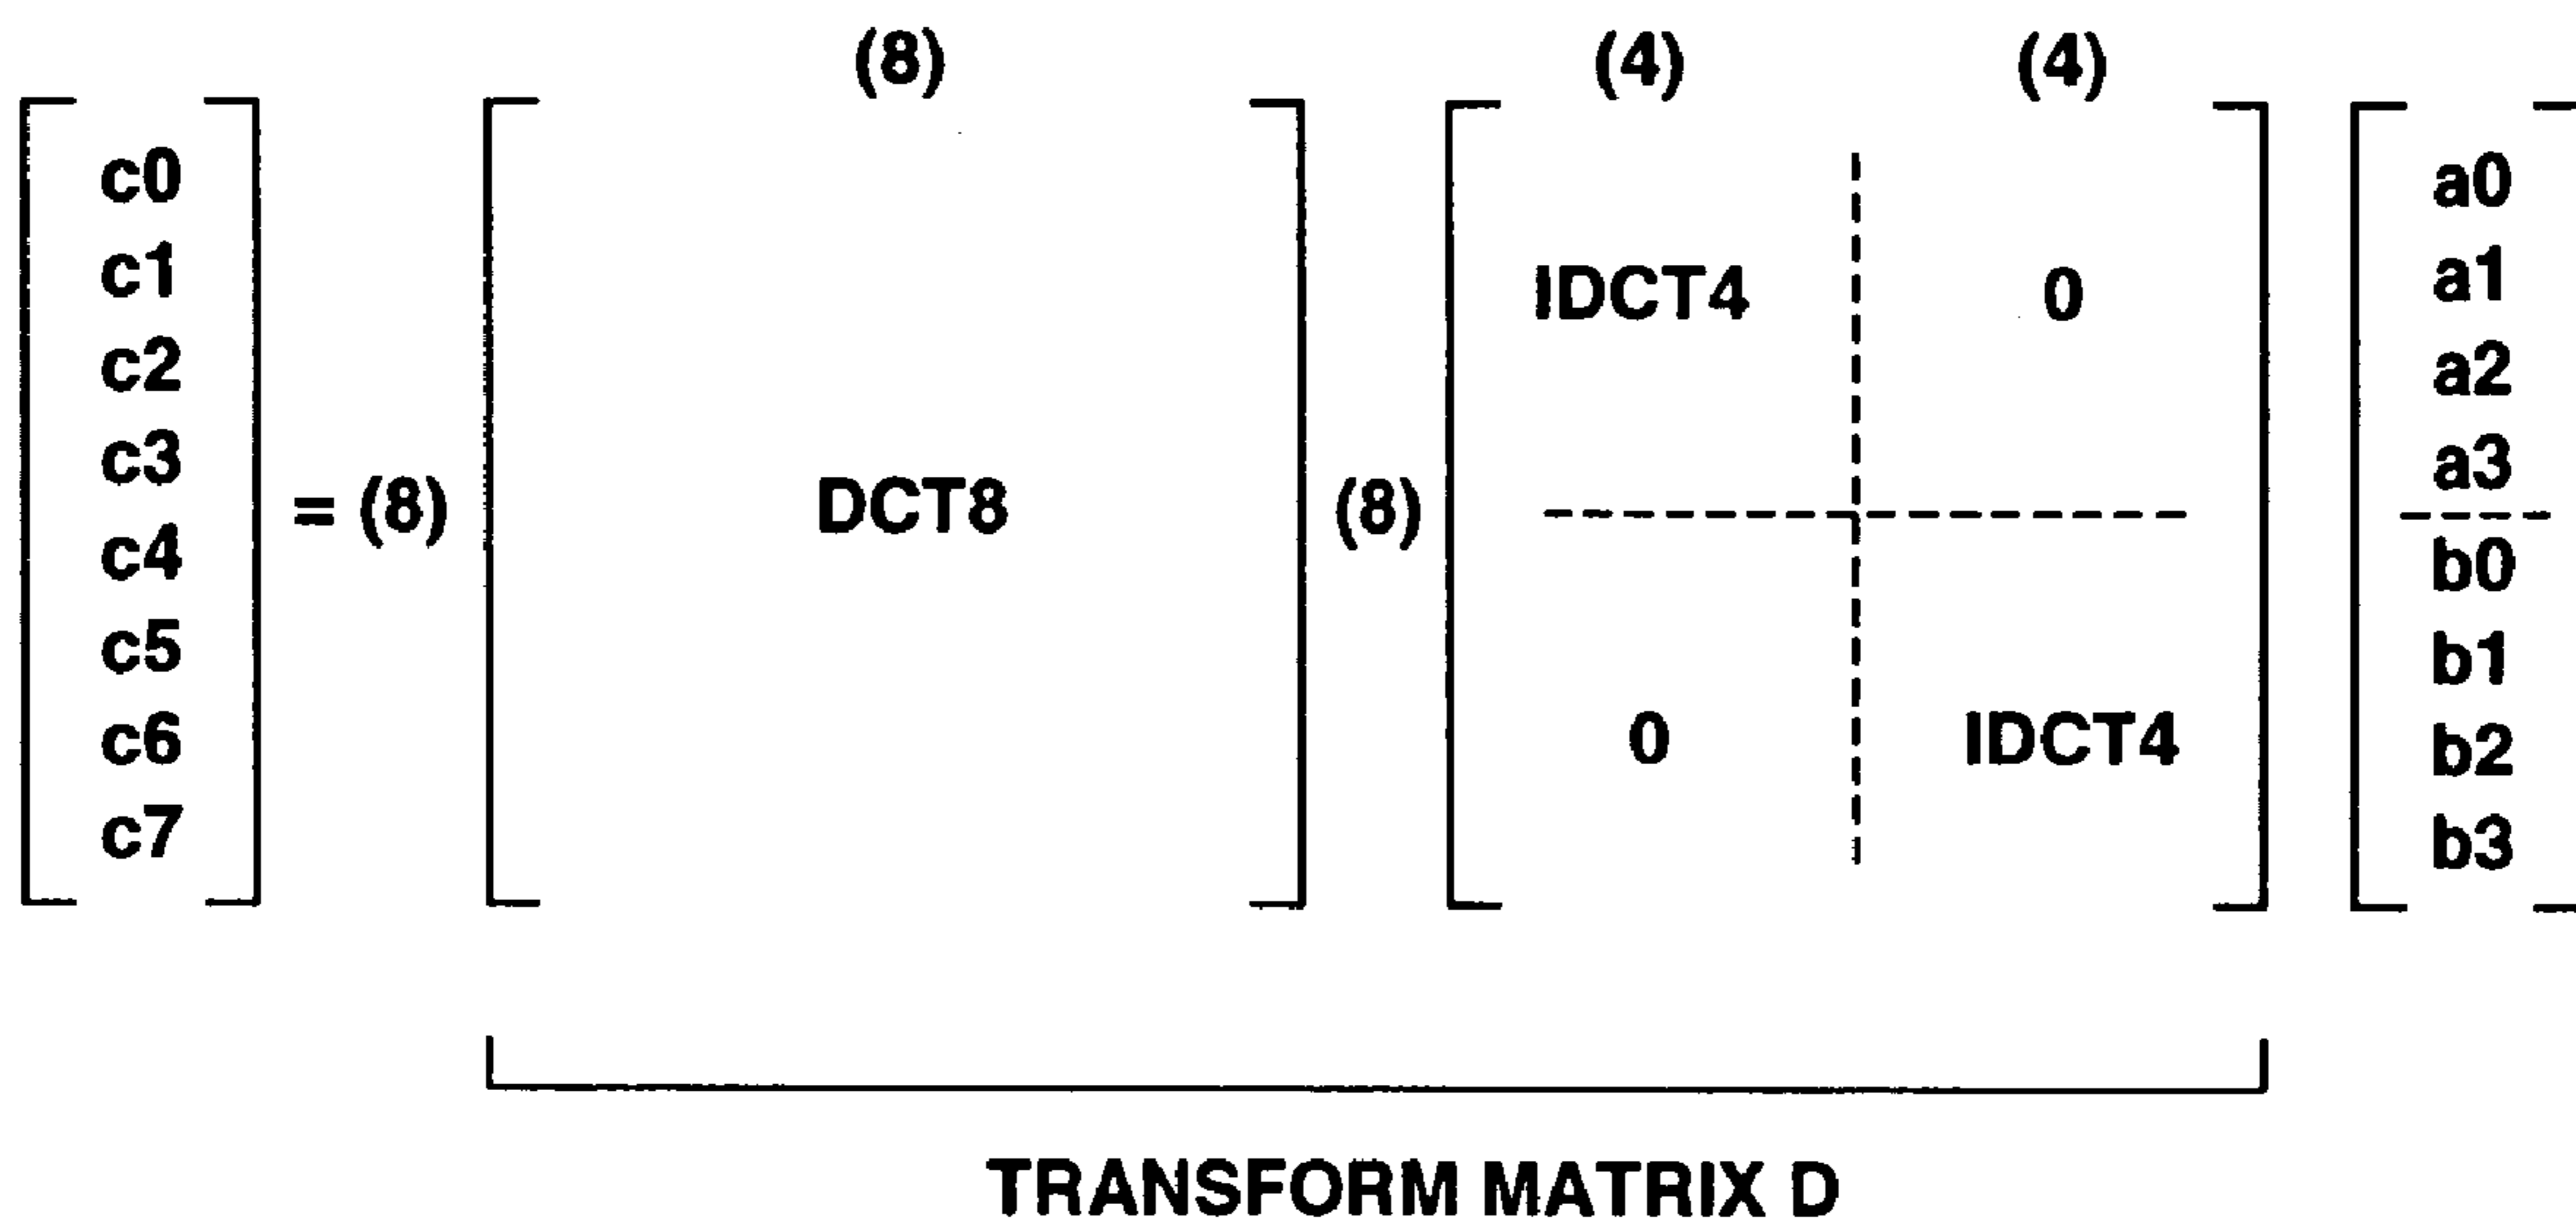 (8) (4) (4)
c0 a0
c1 IDCT4 0 a1
c2 a2
c3 a3
= (8) DCT8 (8)
c4 b0
c5 b1
c6 0 IDCT4 b2
c7 b3
TRANSFORM MATRIX D